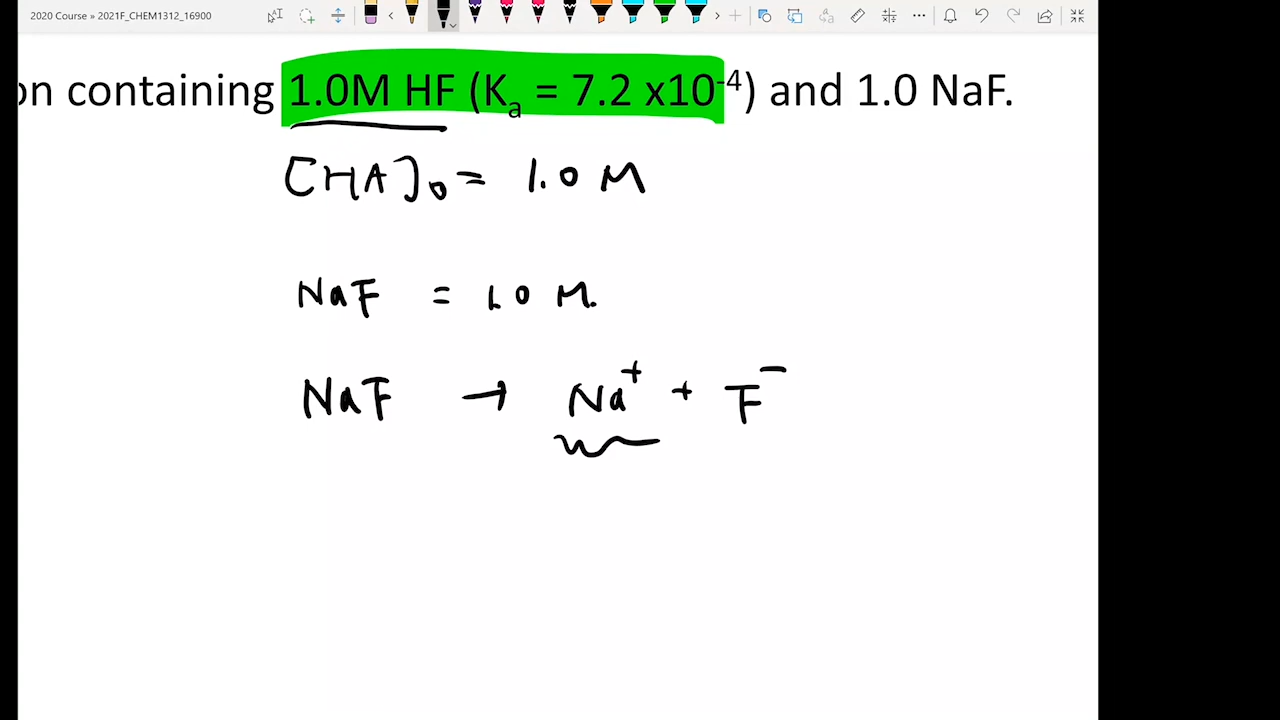 2020 Course » 2021F_CHEM1312_16900
on containing 1.0M HF (Ka = 7.2 x10-4) and 1.0 NaF.
[HA]0 = 1.0 M
NaF = 1.0 M.
NaF → Na+ + F−